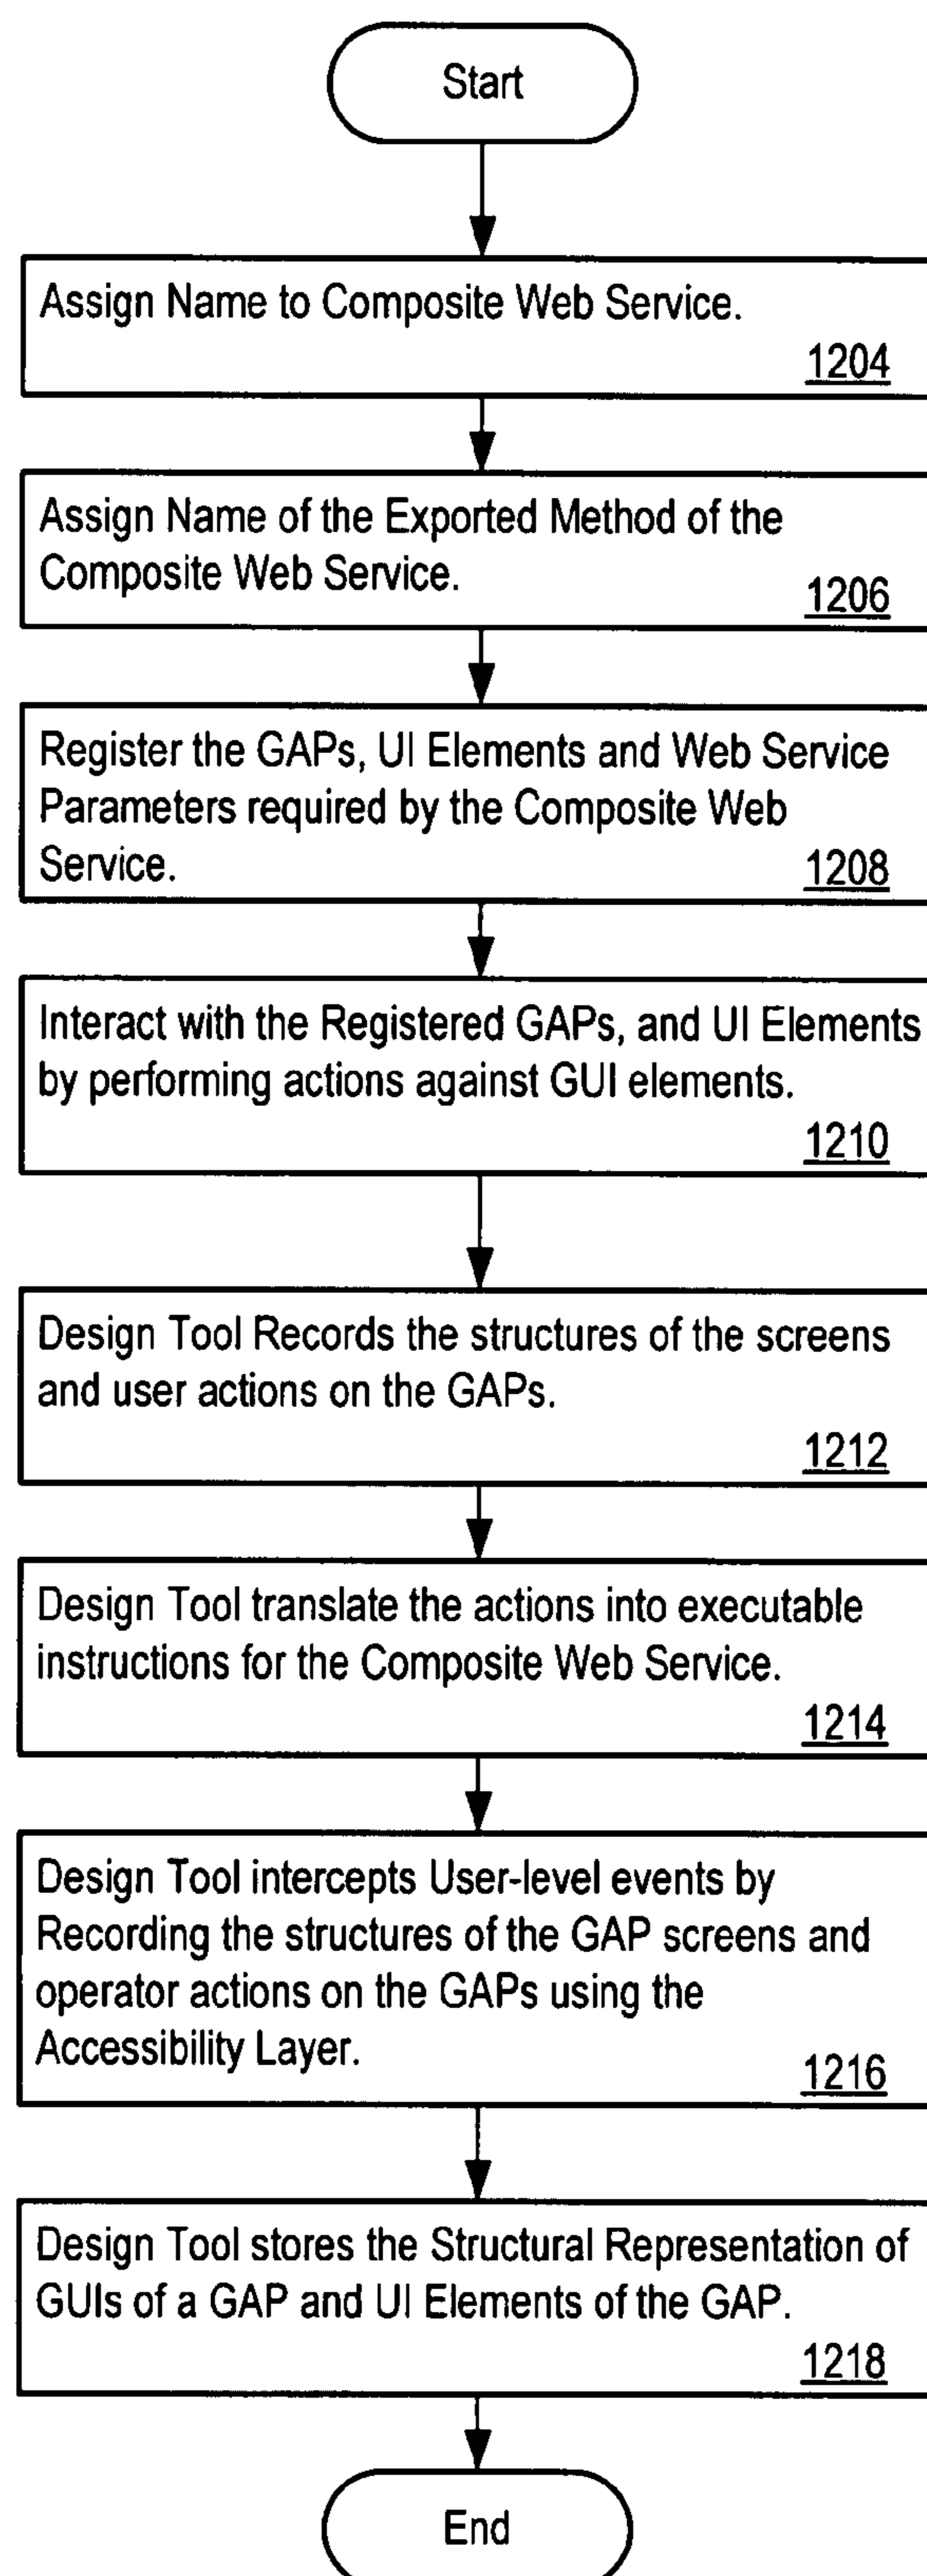 Start
Assign Name to Composite Web Service.
1204
Assign Name of the Exported Method of the
Composite Web Service.
1206
Register the GAPs, UI Elements and Web Service
Parameters required by the Composite Web
Service.
1208
Interact with the Registered GAPs, and UI Elements
by performing actions against GUI elements.
1210
Design Tool Records the structures of the screens
and user actions on the GAPs.
1212
Design Tool translate the actions into executable
instructions for the Composite Web Service.
1214
Design Tool intercepts User-level events by
Recording the structures of the GAP screens and
operator actions on the GAPs using the
Accessibility Layer.
1216
Design Tool stores the Structural Representation of
GUIs of a GAP and UI Elements of the GAP.
1218
End